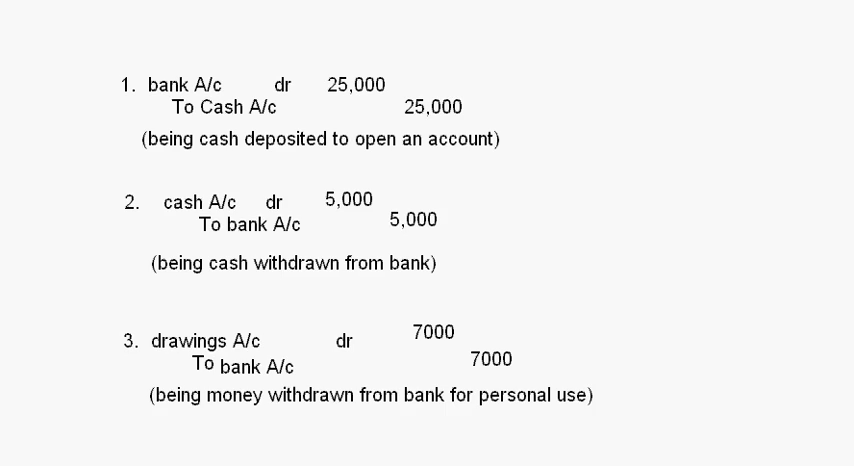 1. bank A/c dr 25,000
To Cash A/c 25,000
(being cash deposited to open an account)
2. cash A/c dr 5,000
To bank A/c 5,000
(being cash withdrawn from bank)
3. drawings A/c dr 7000
To bank A/c 7000
(being money withdrawn from bank for personal use)